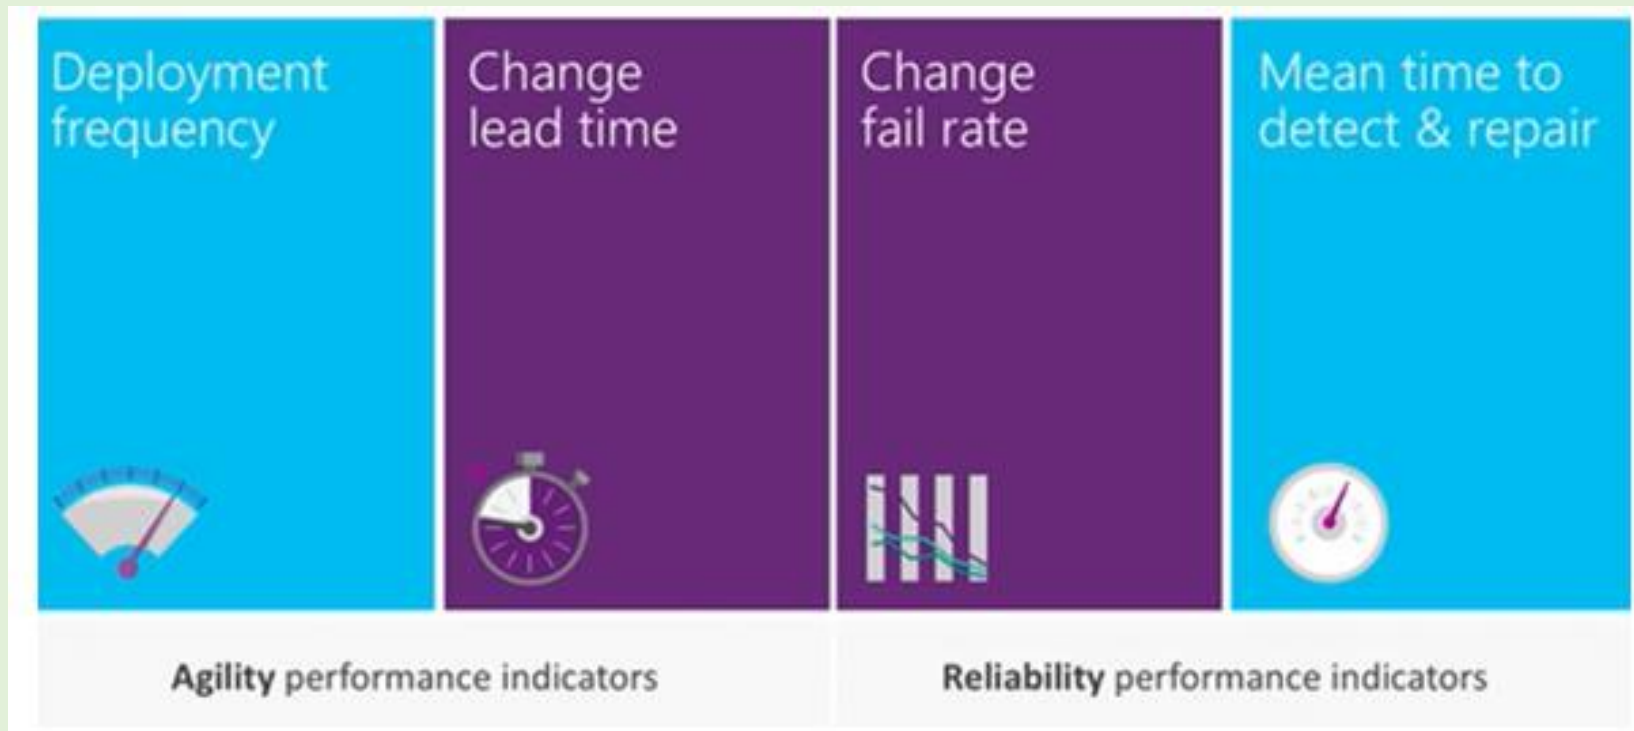 Deployment
frequency
Change
lead time
Change
fail rate
Mean time to
detect & repair
Agility performance indicators
Reliability performance indicators